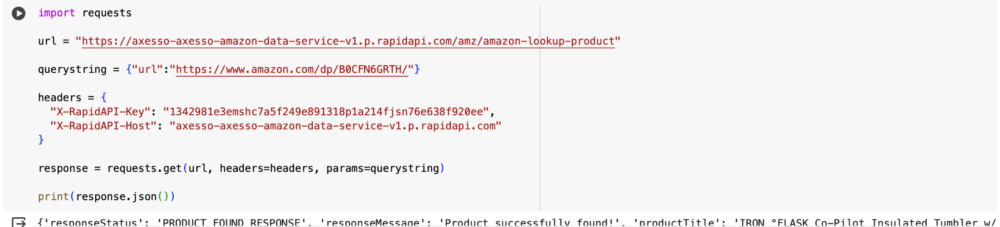 import requests
url = "https://axesso-axesso-amazon-data-service-v1.p.rapidapi.com/amz/amazon-lookup-product"
querystring = {"url":"https://www.amazon.com/dp/B0CFN6GRTH/"}
headers = {
"X-RapidAPI-Key": "1342981e3emshc7a5f249e891318p1a214fjsn76e638f920ee",
"X-RapidAPI-Host": "axesso-axesso-amazon-data-service-v1.p.rapidapi.com"
}
response = requests.get(url, headers=headers, params=querystring)
print(response.json())
{'responseStatus': 'PRODUCT_FOUND_RESPONSE', 'responseMessage': 'Product successfully found!', 'productTitle': 'IRON °FLASK Co-Pilot Insulated Tumbler w/